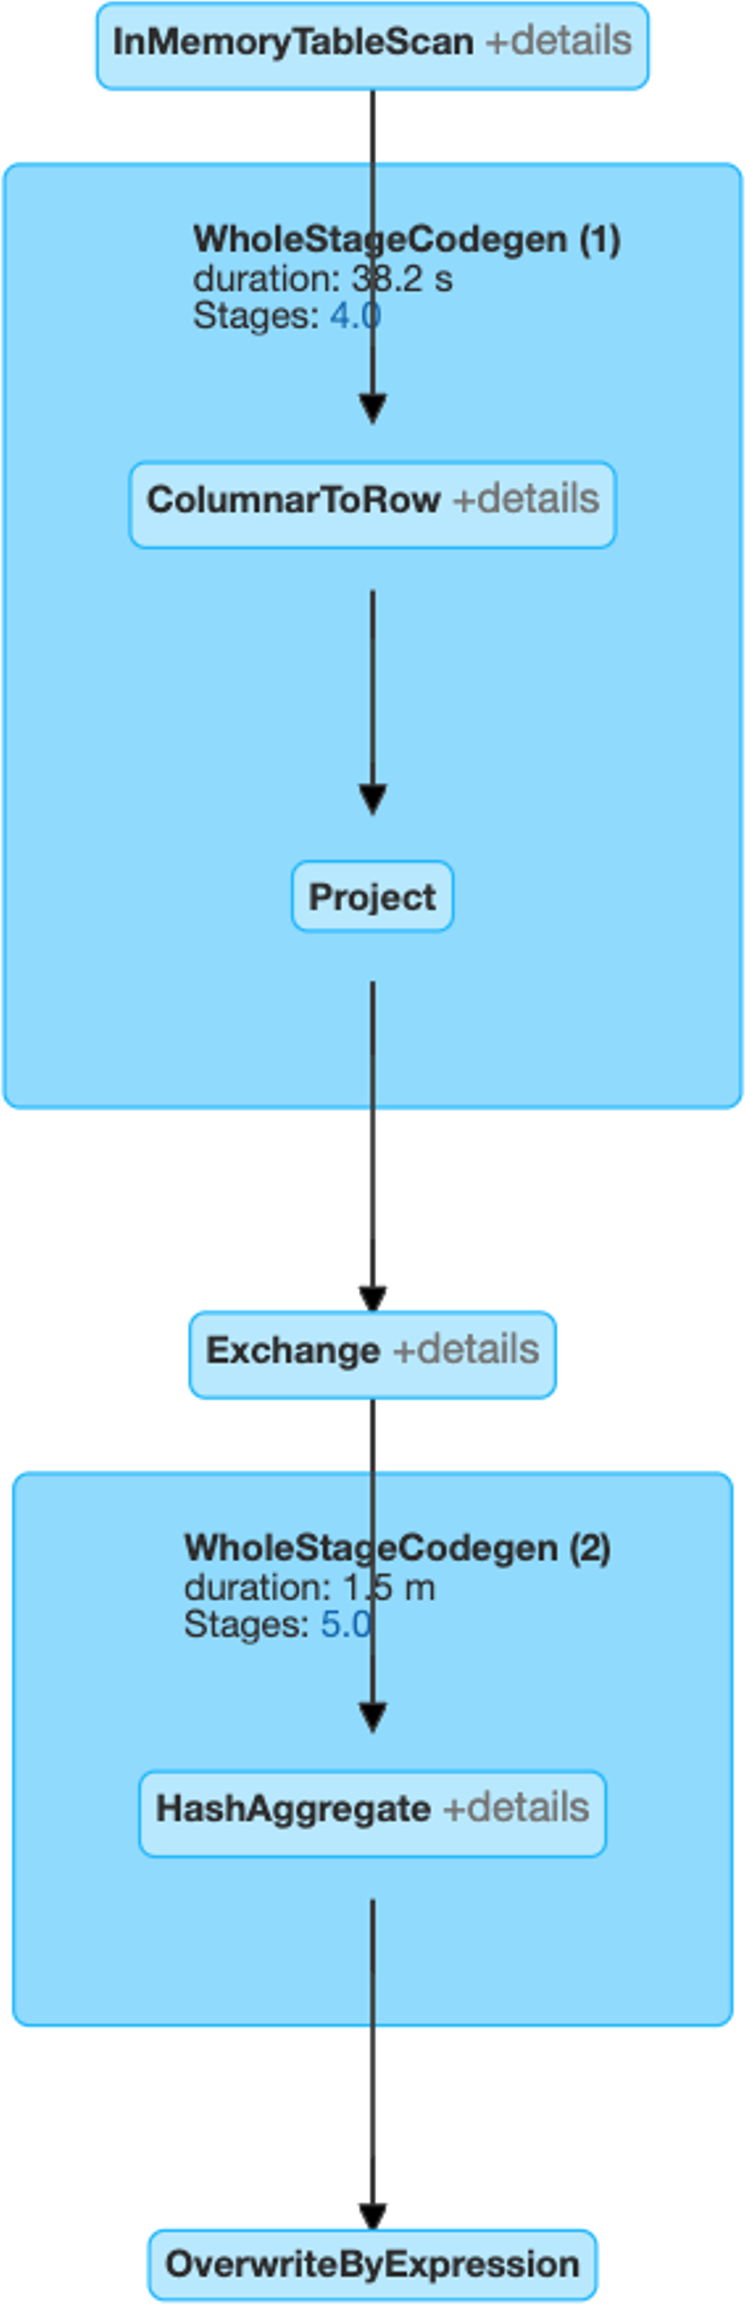 InMemoryTableScan +details
WholeStageCodegen (1)
duration: 38.2 s
Stages: 4.0
ColumnarToRow +details
Project
Exchange +details
WholeStageCodegen (2)
duration: 1.5 m
Stages: 5.0
HashAggregate +details
OverwriteByExpression